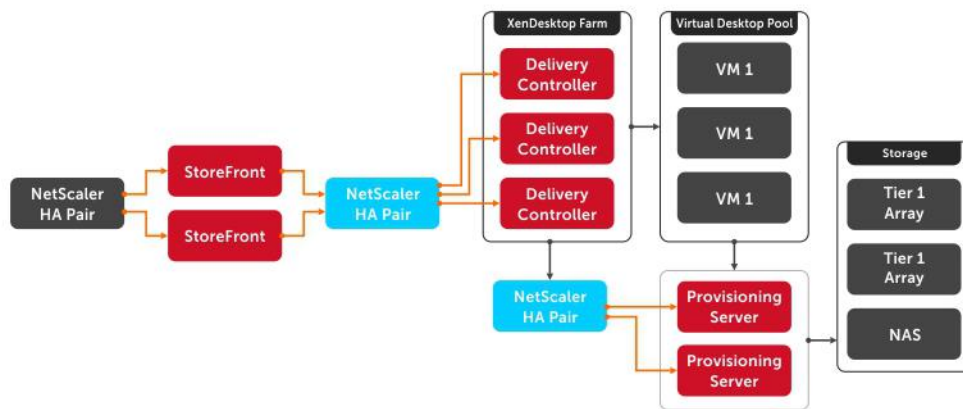 XenDesktop Farm
Delivery
Controller
Delivery
Controller
Delivery
Controller
Virtual Desktop Pool
VM 1
VM 1
VM 1
NetScaler
HA Pair
StoreFront
StoreFront
NetScaler
HA Pair
NetScaler
HA Pair
Provisioning
Server
Provisioning
Server
Storage
Tier 1
Array
Tier 1
Array
NAS